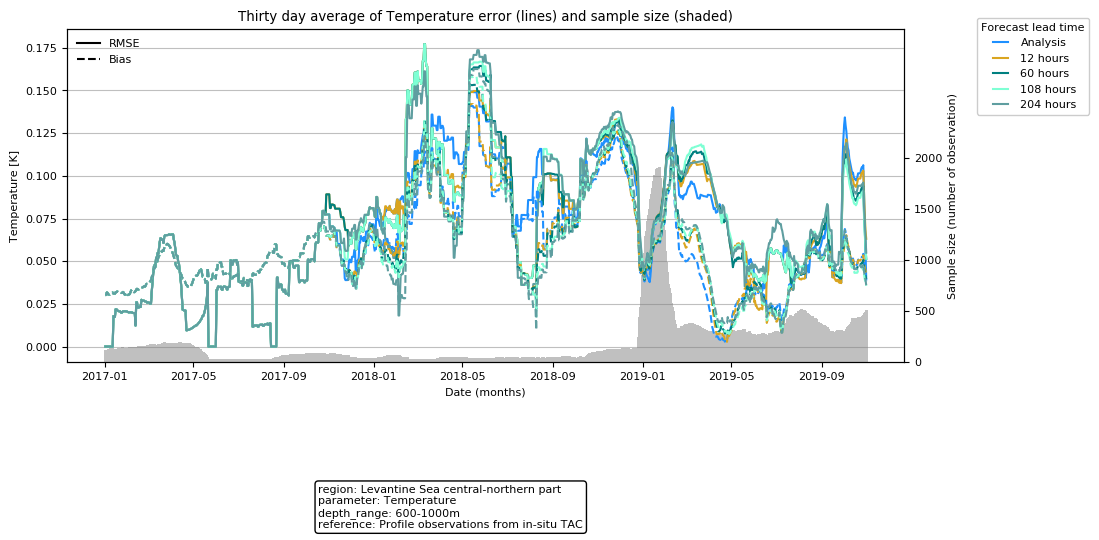 Thirty day average of Temperature error (lines) and sample size (shaded)
Forecast lead time
Analysis
12 hours
60 hours
108 hours
204 hours
RMSE
Bias
Temperature [K]
0.175
0.150
0.125
0.100
0.075
0.050
0.025
0.000
Sample size (number of observation)
2000
1500
1000
500
0
2017-01
2017-05
2017-09
2018-01
2018-05
2018-09
2019-01
2019-05
2019-09
Date (months)
region: Levantine Sea central-northern part
parameter: Temperature
depth_range: 600-1000m
reference: Profile observations from in-situ TAC